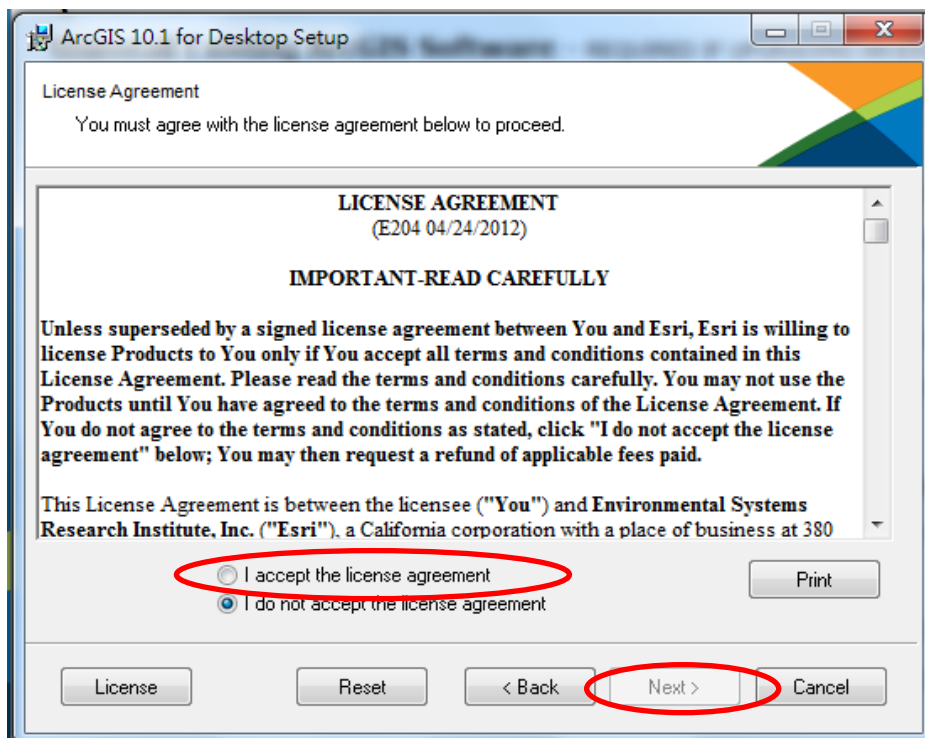 ArcGIS 10.1 for Desktop Setup
License Agreement
You must agree with the license agreement below to proceed.
LICENSE AGREEMENT
(E204 04/24/2012)
IMPORTANT-READ CAREFULLY
Unless superseded by a signed license agreement between You and Esri, Esri is willing to
license Products to You only if You accept all terms and conditions contained in this
License Agreement. Please read the terms and conditions carefully. You may not use the
Products until You have agreed to the terms and conditions of the License Agreement. If
You do not agree to the terms and conditions as stated, click "I do not accept the license
agreement" below; You may then request a refund of applicable fees paid.
This License Agreement is between the licensee ("You") and Environmental Systems
Research Institute, Inc. ("Esri"), a California corporation with a place of business at 380
I accept the license agreement
Print
I do not accept the license agreement
License
Reset
< Back
Next >
Cancel